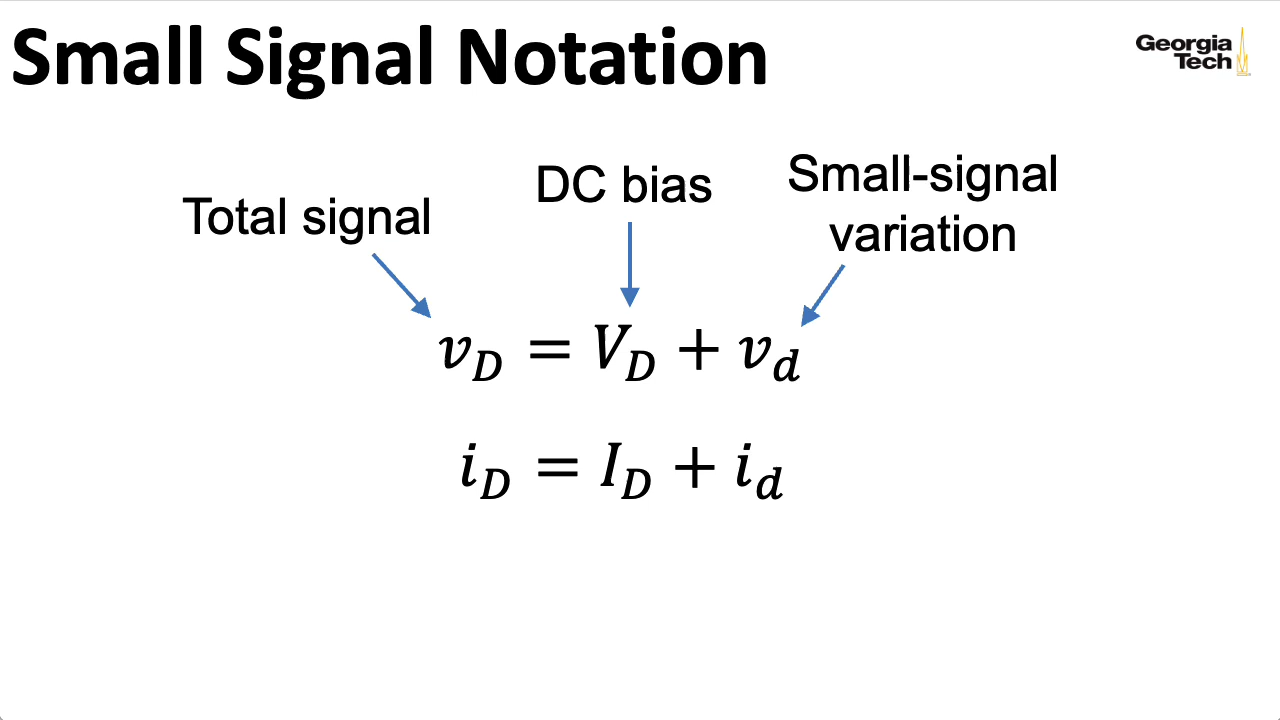 Small Signal Notation
Georgia
Tech
Total signal
DC bias
Small-signal
variation
𝑣_D = V_D + 𝑣_d
i_D = I_D + i_d